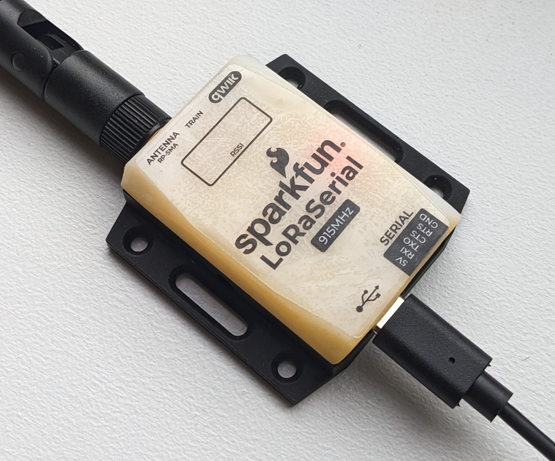 ANTENNA
RP-SMA
TRAIN
qwiic
RSSI
sparkfun®
LoRaSerial
915MHz
SERIAL
5V
RXI
TXO
CTS
RTS
GND